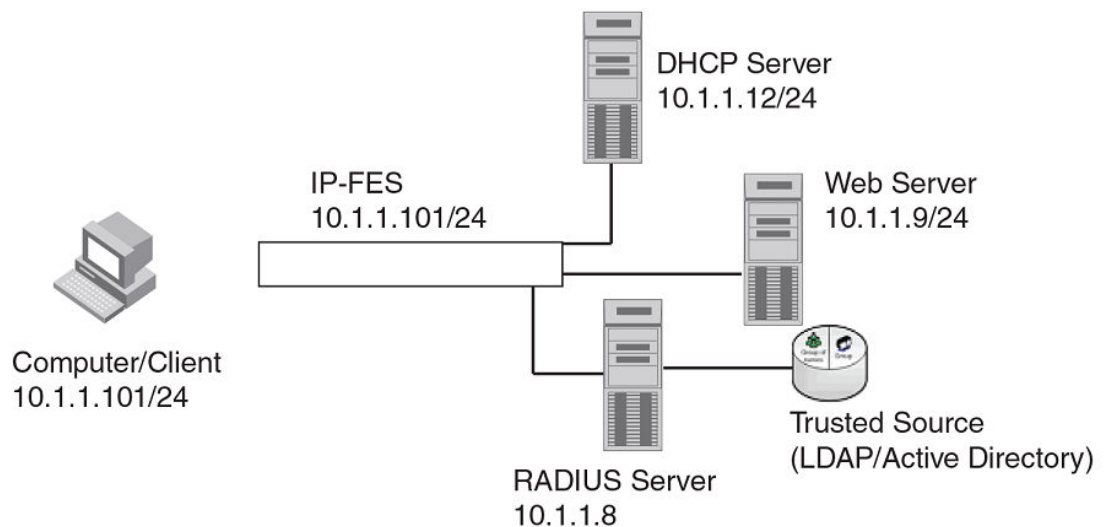 DHCP Server
10.1.1.12/24
IP-FES
10.1.1.101/24
Web Server
10.1.1.9/24
Computer/Client
10.1.1.101/24
Group
Trusted Source
(LDAP/Active Directory)
RADIUS Server
10.1.1.8